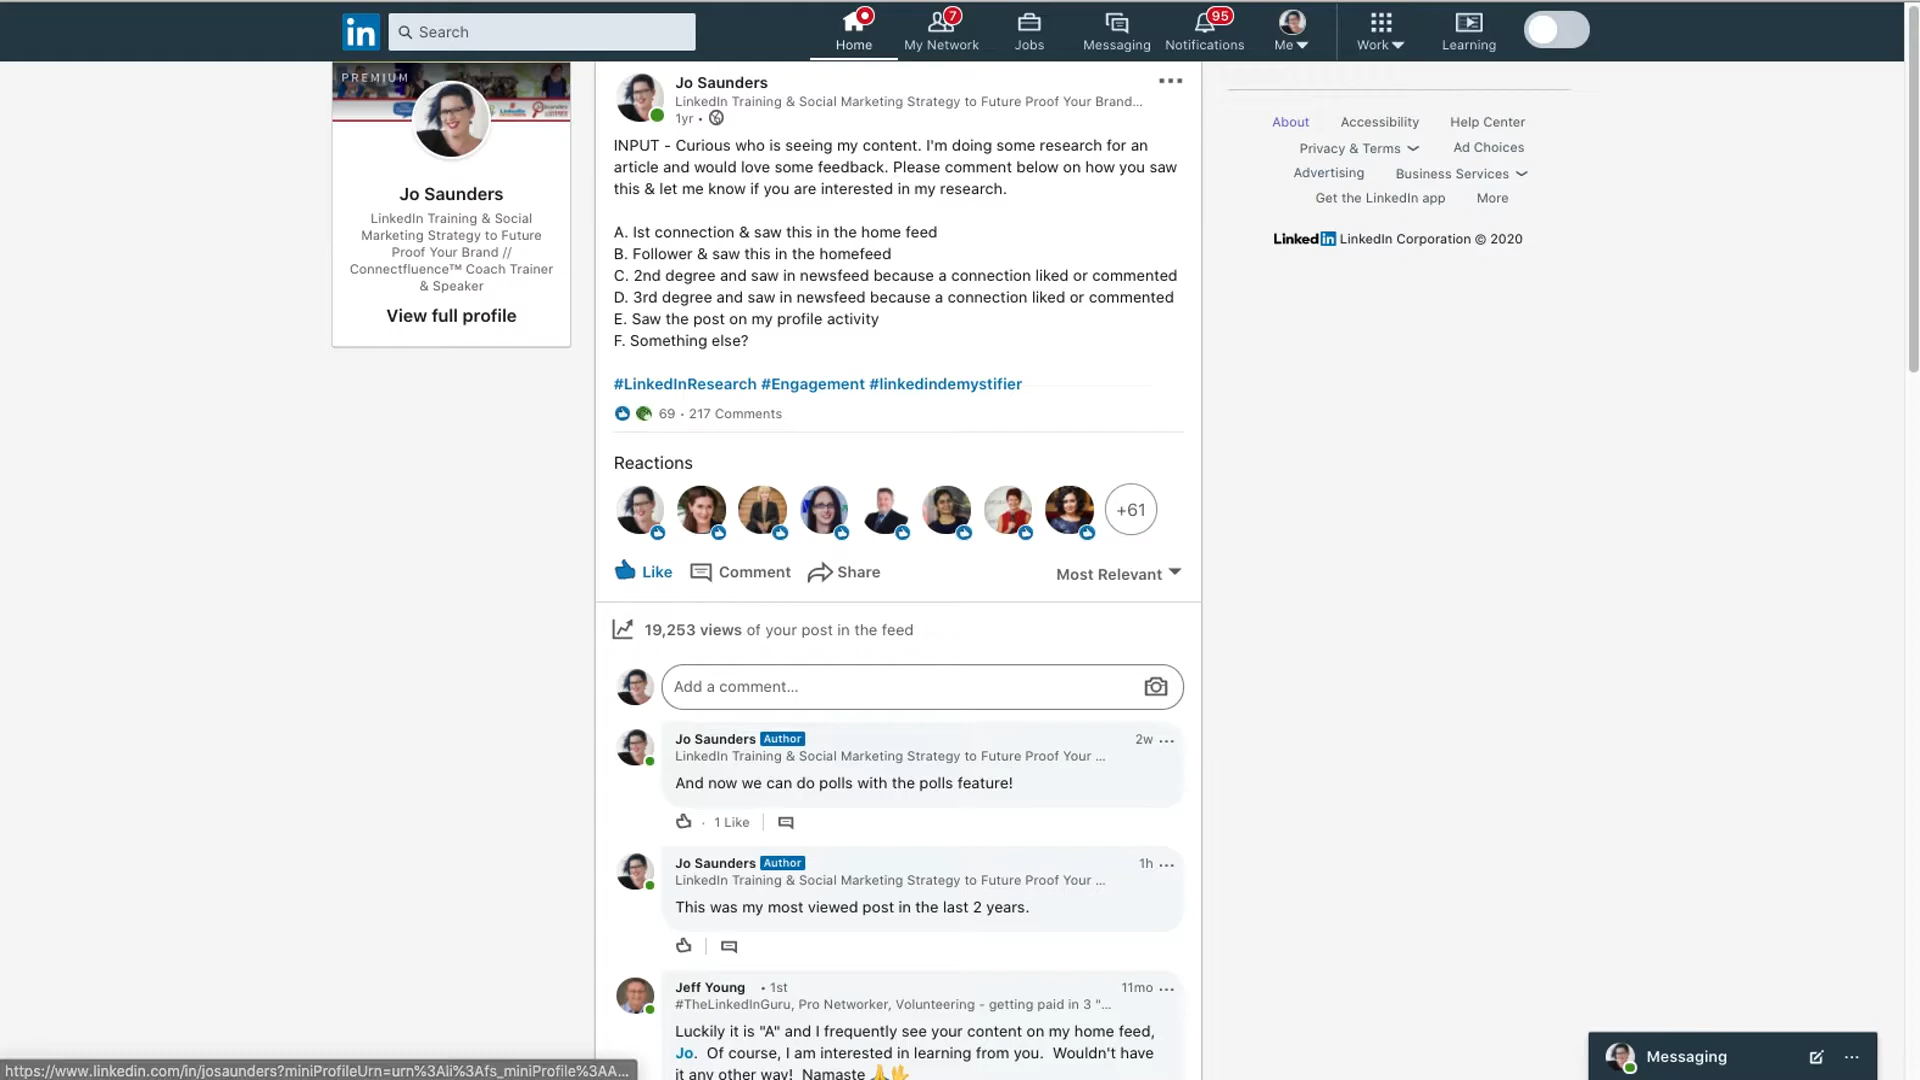 in
Search
Home
7
My Network
Jobs
Messaging
95
Notifications
Me
Work
Learning
PREMIUM
Jo Saunders
LinkedIn Training & Social
Marketing Strategy to Future
Proof Your Brand //
Connectfluence™ Coach Trainer
& Speaker
View full profile
Jo Saunders
LinkedIn Training & Social Marketing Strategy to Future Proof Your Brand...
1yr •
INPUT - Curious who is seeing my content. I'm doing some research for an
article and would love some feedback. Please comment below on how you saw
this & let me know if you are interested in my research.
A. Ist connection & saw this in the home feed
B. Follower & saw this in the homefeed
C. 2nd degree and saw in newsfeed because a connection liked or commented
D. 3rd degree and saw in newsfeed because a connection liked or commented
E. Saw the post on my profile activity
F. Something else?
#LinkedInResearch #Engagement #linkedindemystifier
69 · 217 Comments
Reactions
+61
Like
Comment
Share
Most Relevant
19,253 views of your post in the feed
Add a comment...
Jo Saunders Author
2w ...
LinkedIn Training & Social Marketing Strategy to Future Proof Your ...
And now we can do polls with the polls feature!
· 1 Like
Jo Saunders Author
1h ...
LinkedIn Training & Social Marketing Strategy to Future Proof Your ...
This was my most viewed post in the last 2 years.
Jeff Young • 1st
11mo ...
#TheLinkedInGuru, Pro Networker, Volunteering - getting paid in 3 "...
Luckily it is "A" and I frequently see your content on my home feed,
Jo. Of course, I am interested in learning from you. Wouldn't have
it any other way! Namaste 🙏🖖
About
Accessibility
Help Center
Privacy & Terms
Ad Choices
Advertising
Business Services
Get the LinkedIn app
More
Linkedin LinkedIn Corporation © 2020
Messaging
https://www.linkedin.com/in/josaunders?miniProfileUrn=urn%3Ali%3Afs_miniProfile%3AA...